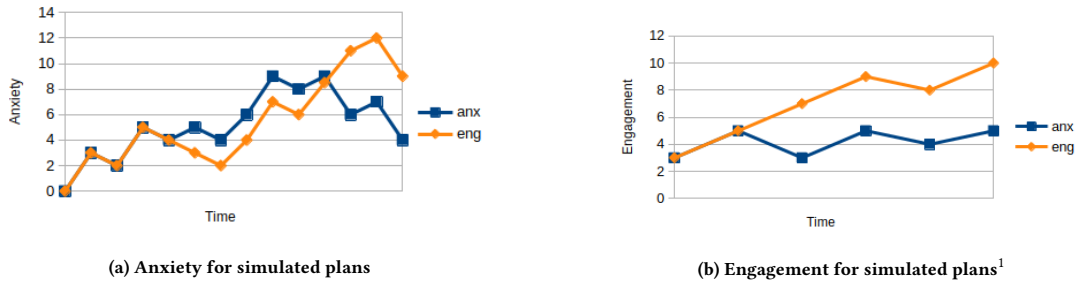 14
12
10
8
6
4
2
0
Anxiety
Time
anx
eng
(a) Anxiety for simulated plans
12
10
8
6
4
2
0
Engagement
Time
anx
eng
(b) Engagement for simulated plans¹